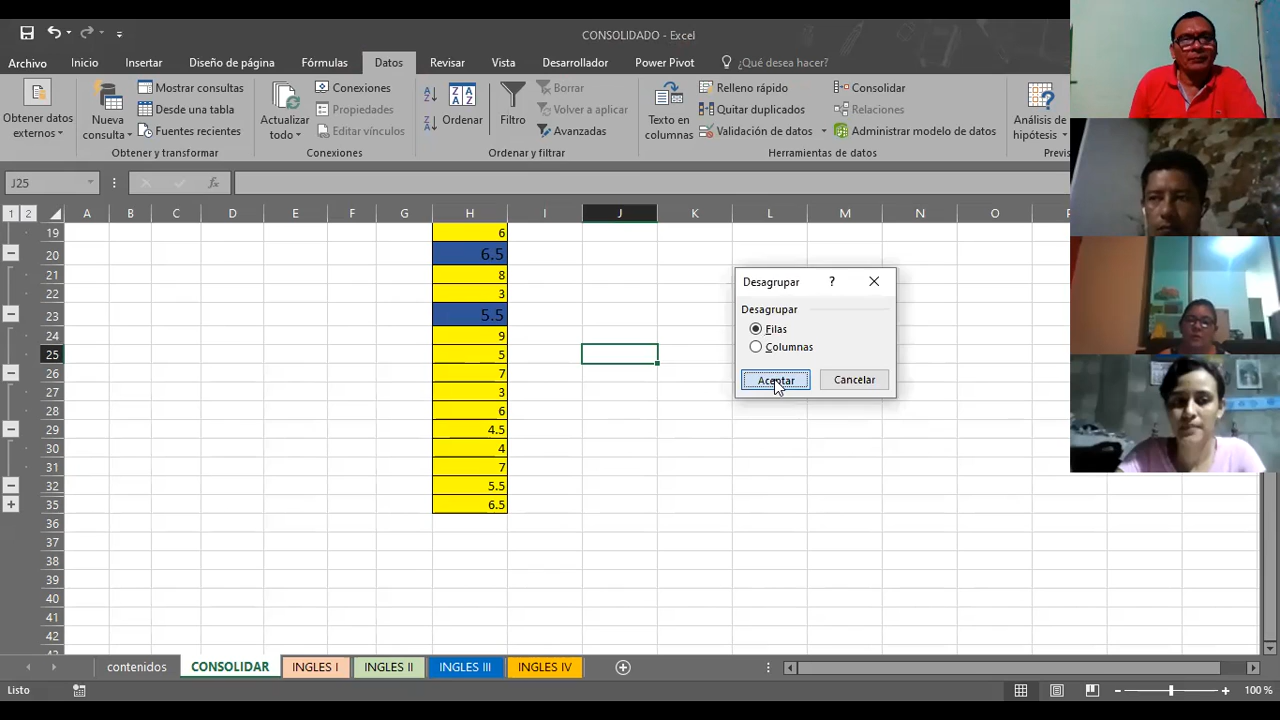 CONSOLIDADO - Excel
Archivo Inicio Insertar Diseño de página Fórmulas Datos Revisar Vista Desarrollador Power Pivot ¿Qué desea hacer?
Obtener datos externos
Nueva consulta
Mostrar consultas
Desde una tabla
Fuentes recientes
Obtener y transformar
Actualizar todo
Conexiones
Propiedades
Editar vínculos
Conexiones
Ordenar
Filtro
Borrar
Volver a aplicar
Avanzadas
Ordenar y filtrar
Texto en columnas
Relleno rápido
Quitar duplicados
Validación de datos
Consolidar
Relaciones
Administrar modelo de datos
Herramientas de datos
Análisis de hipótesis
Previs
J25 fx
1 2 A B C D E F G H I J K L M N O
19 6
20 6.5
21 8
22 3
23 5.5
24 9
25 5
26 7
27 3
28 6
29 4.5
30 4
31 7
32 5.5
35 6.5
36
37
38
39
40
41
42
Desagrupar ?
Desagrupar
Filas
Columnas
Aceptar Cancelar
contenidos CONSOLIDAR INGLES I INGLES II INGLES III INGLES IV
Listo 100 %